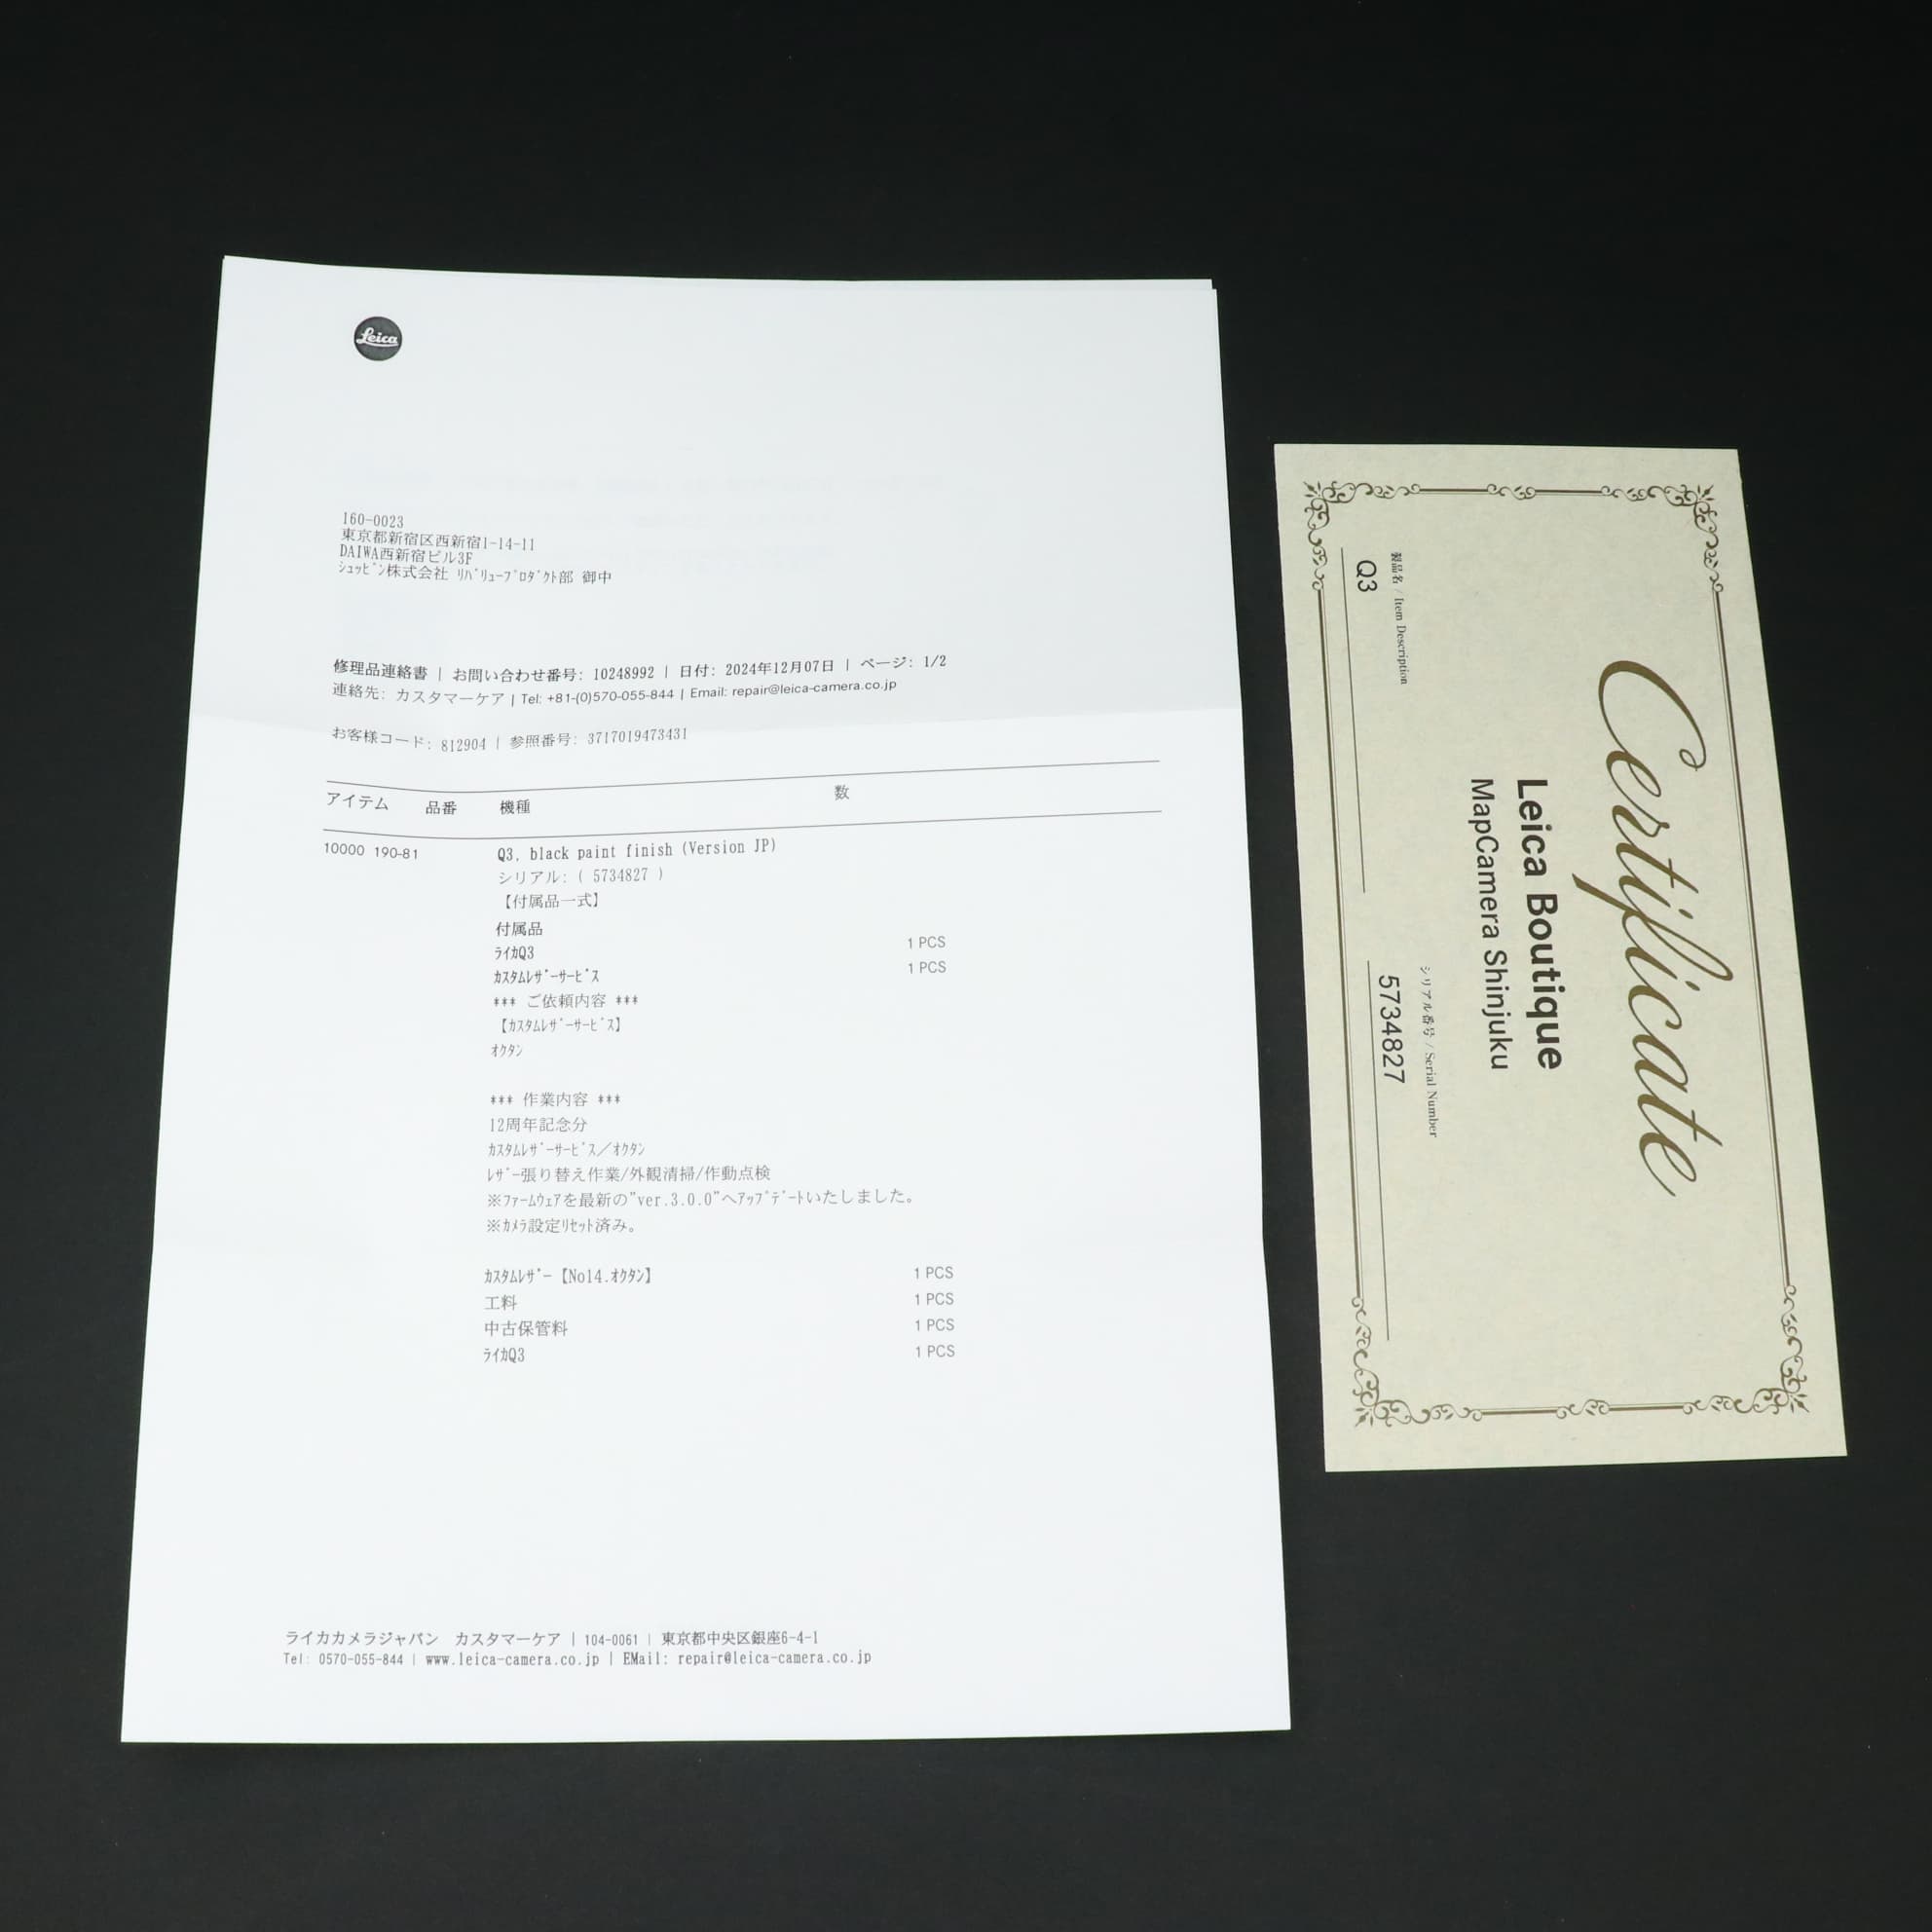 Leica
160-0023
東京都新宿区西新宿1-14-11
DAIWA西新宿ビル3F
ｼｭｯﾋﾟﾝ株式会社 ﾘﾊﾞﾘｭｰﾌﾟﾛﾀﾞｸﾄ部 御中
修理品連絡書 | お問い合わせ番号: 10248992 | 日付: 2024年12月07日 | ページ: 1/2
連絡先: カスタマーケア | Tel: +81-(0)570-055-844 | Email: repair@leica-camera.co.jp
お客様コード: 812904 | 参照番号: 3717019473431
アイテム 品番 機種 数
10000 190-81 Q3, black paint finish (Version JP)
シリアル: ( 5734827 )
【付属品一式】
付属品
ﾗｲｶQ3 1 PCS
ｶｽﾀﾑﾚｻﾞｰｻｰﾋﾞｽ 1 PCS
*** ご依頼内容 ***
【ｶｽﾀﾑﾚｻﾞｰｻｰﾋﾞｽ】
ｵｸﾀﾝ
*** 作業内容 ***
12周年記念分
ｶｽﾀﾑﾚｻﾞｰｻｰﾋﾞｽ／ｵｸﾀﾝ
ﾚｻﾞｰ張り替え作業/外観清掃/作動点検
※ﾌｧｰﾑｳｪｱを最新の"ver.3.0.0"へｱｯﾌﾟﾃﾞｰﾄいたしました。
※ｶﾒﾗ設定ﾘｾｯﾄ済み。
ｶｽﾀﾑﾚｻﾞｰ【No14.ｵｸﾀﾝ】 1 PCS
工料 1 PCS
中古保管料 1 PCS
ﾗｲｶQ3 1 PCS
ライカカメラジャパン カスタマーケア | 104-0061 | 東京都中央区銀座6-4-1
Tel: 0570-055-844 | www.leica-camera.co.jp | EMail: repair@leica-camera.co.jp
Certificate
Leica Boutique
MapCamera Shinjuku
製品名 / Item Description
Q3
シリアル番号 / Serial Number
5734827